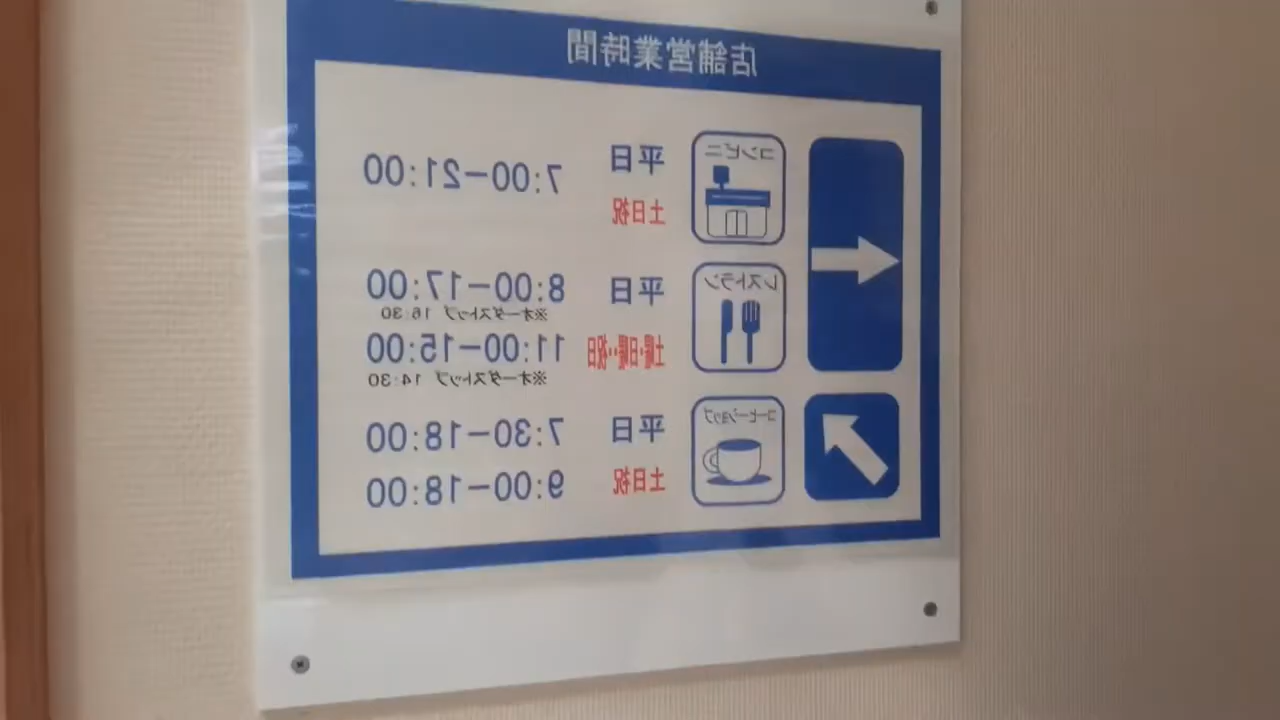 店舗営業時間
コンビニ
平日 7:00-21:00
土日祝
レストラン
平日 8:00-17:00
※オーダストップ 16:30
土曜・日曜・祝日 11:00-15:00
※オーダストップ 14:30
コーヒーショップ
平日 7:30-18:00
土日祝 9:00-18:00